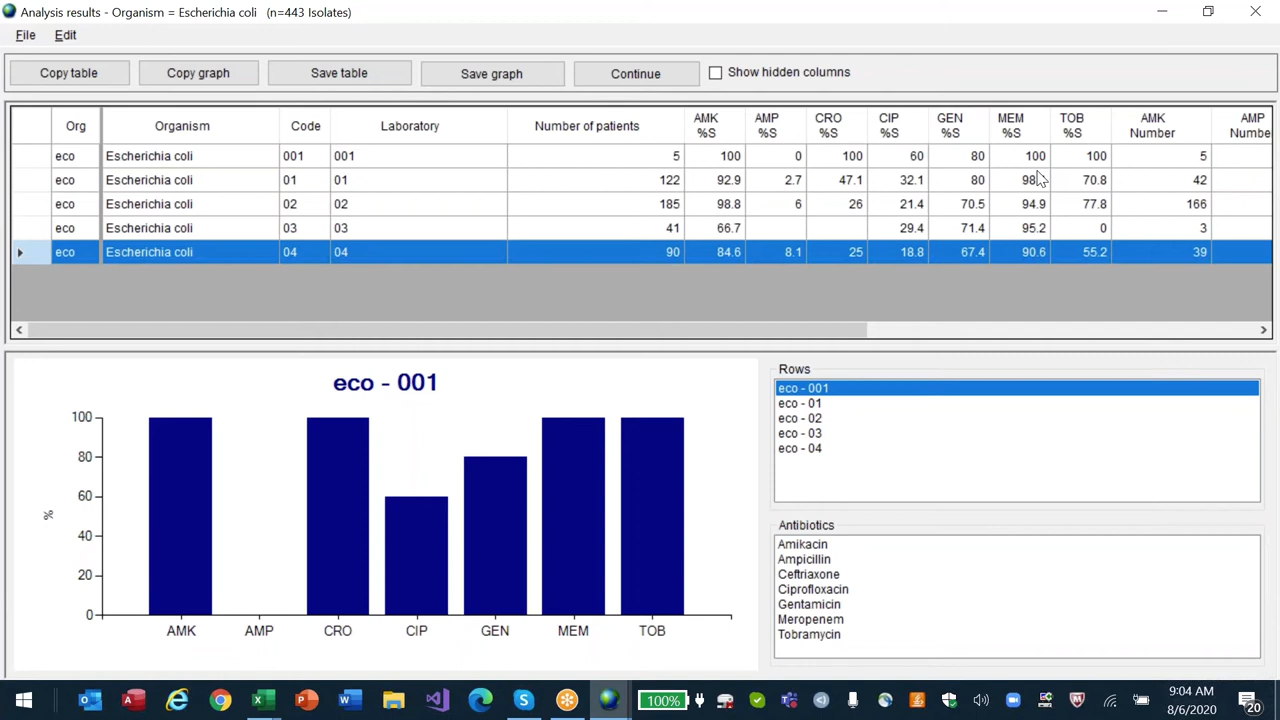 Analysis results - Organism = Escherichia coli (n=443 Isolates)
File Edit
Copy table Copy graph Save table Save graph Continue Show hidden columns
Org Organism Code Laboratory Number of patients AMK %S AMP %S CRO %S CIP %S GEN %S MEM %S TOB %S AMK Number AMP Numbe
eco Escherichia coli 001 001 5 100 0 100 60 80 100 100 5
eco Escherichia coli 01 01 122 92.9 2.7 47.1 32.1 80 98. 70.8 42
eco Escherichia coli 02 02 185 98.8 6 26 21.4 70.5 94.9 77.8 166
eco Escherichia coli 03 03 41 66.7 29.4 71.4 95.2 0 3
eco Escherichia coli 04 04 90 84.6 8.1 25 18.8 67.4 90.6 55.2 39
eco - 001
%
100
80
60
40
20
0
AMK AMP CRO CIP GEN MEM TOB
Rows
eco - 001
eco - 01
eco - 02
eco - 03
eco - 04
Antibiotics
Amikacin
Ampicillin
Ceftriaxone
Ciprofloxacin
Gentamicin
Meropenem
Tobramycin
100%
9:04 AM
8/6/2020
20